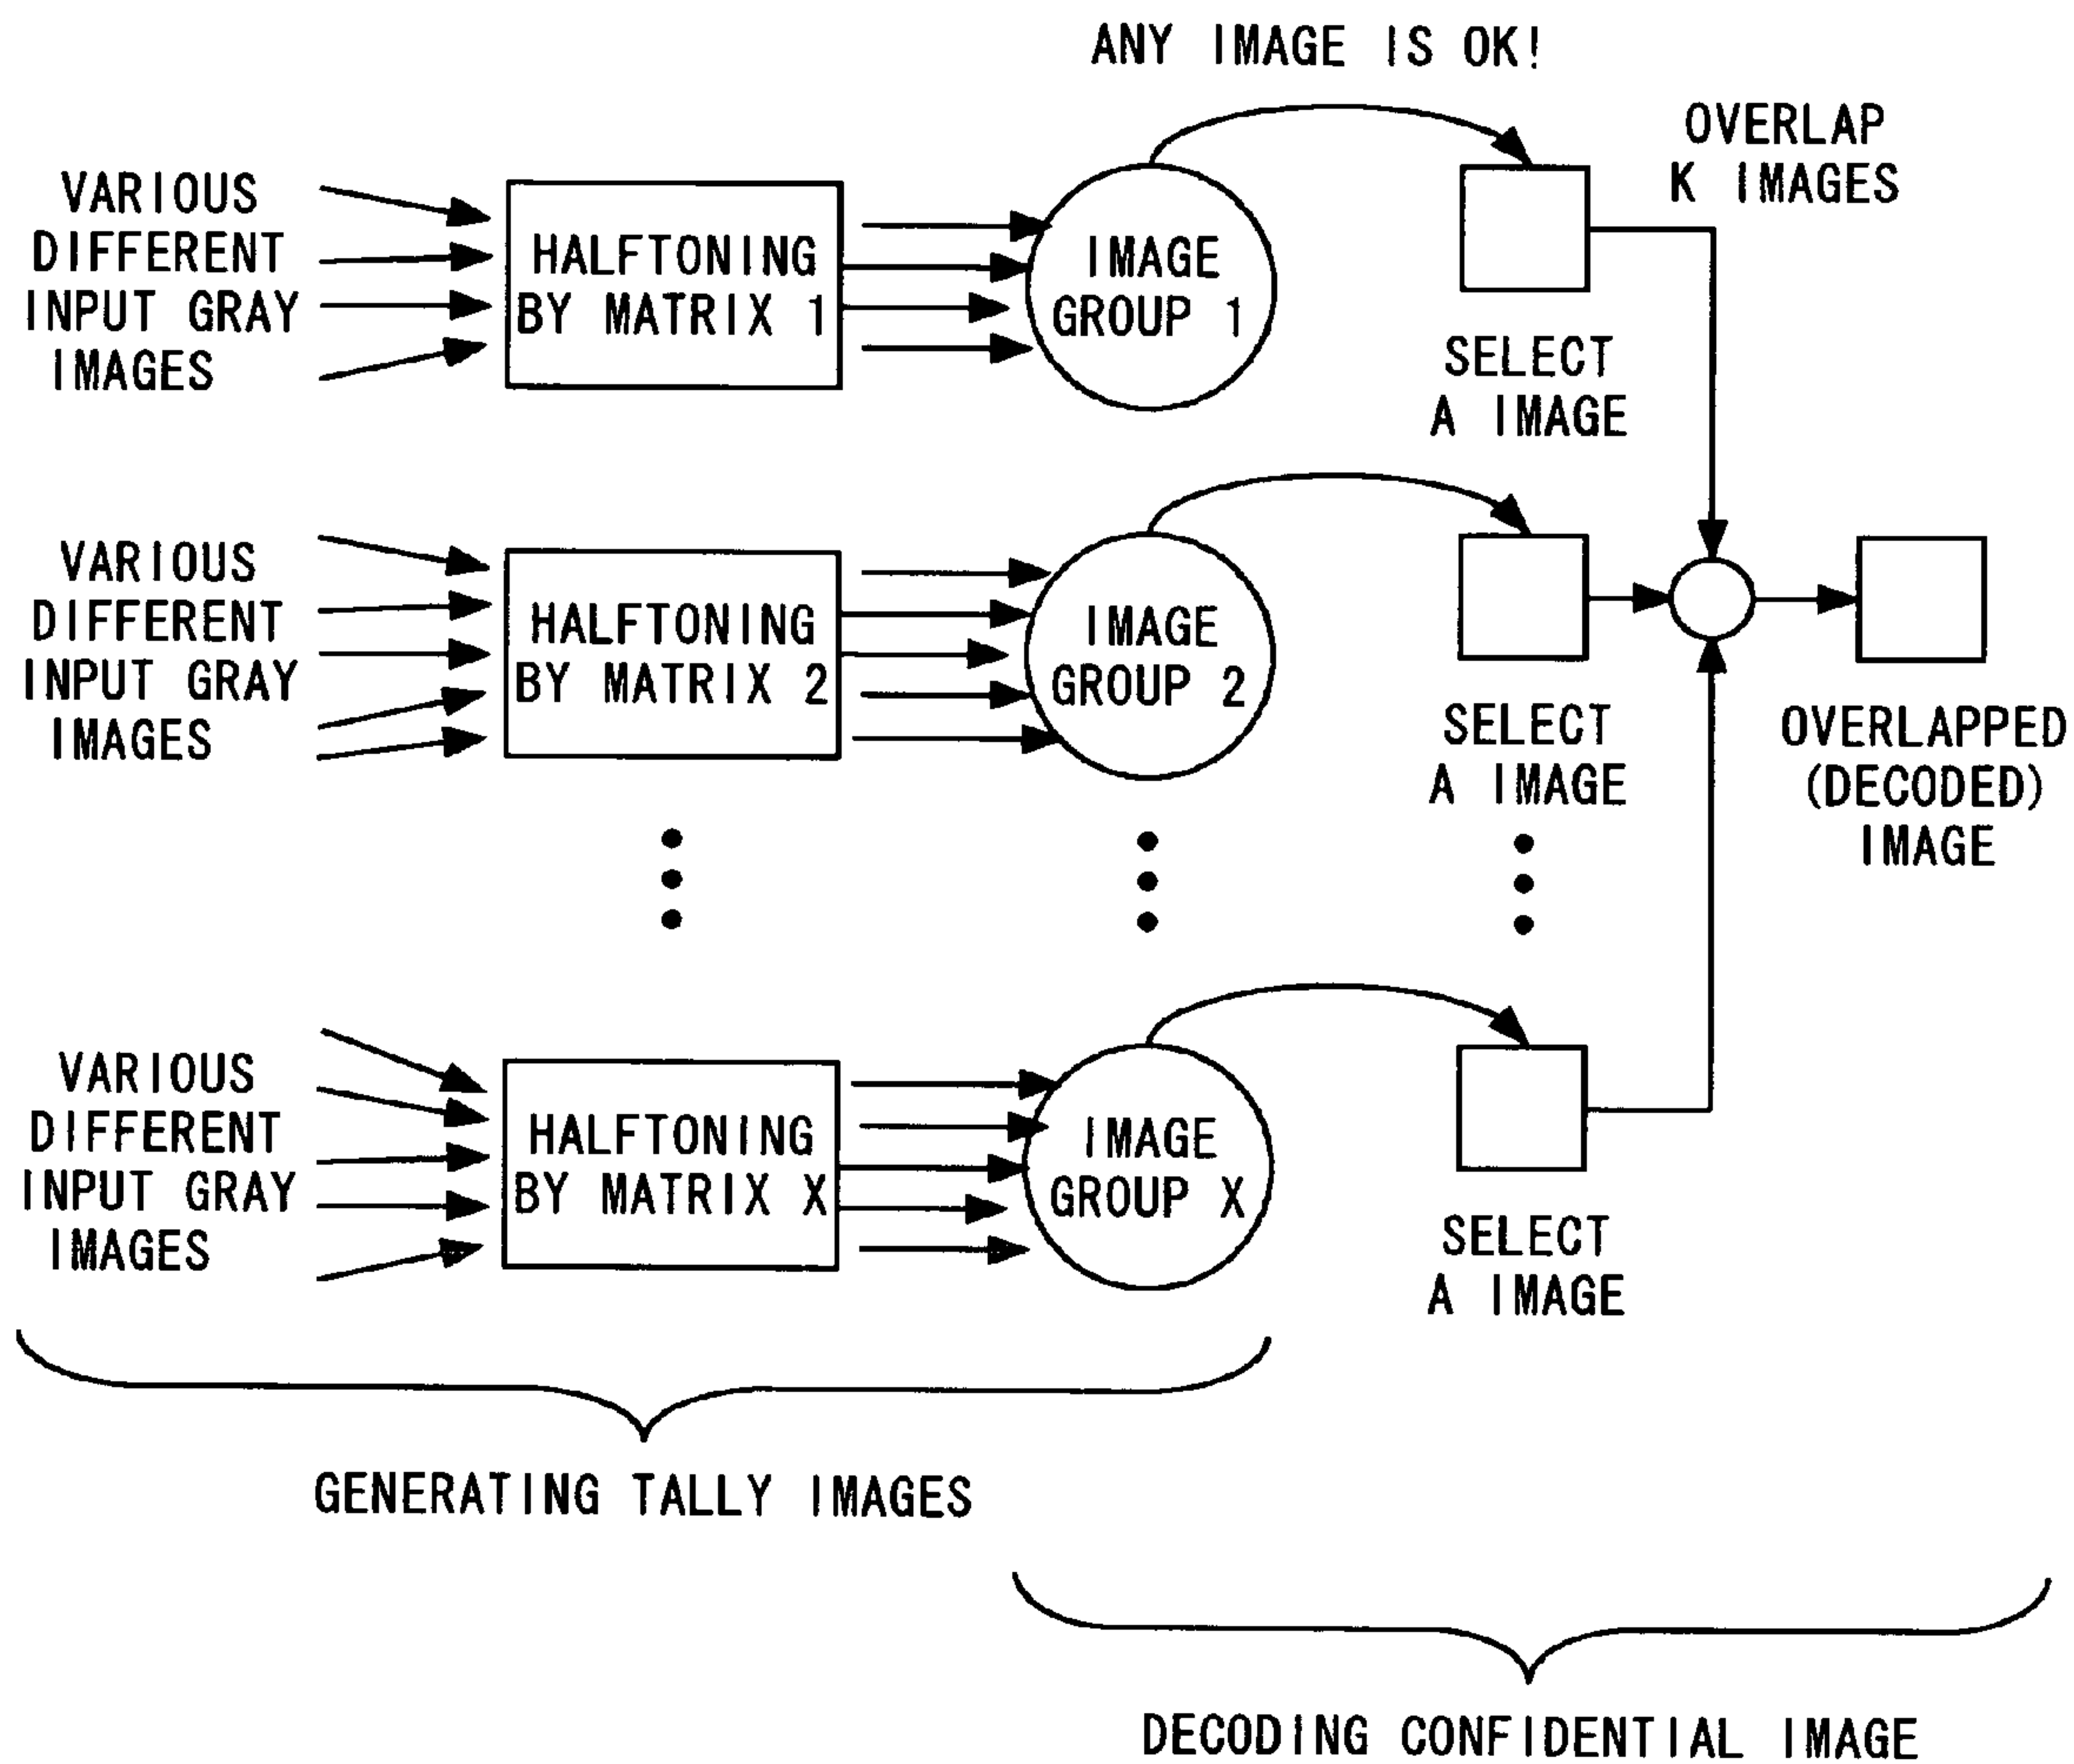 ANY IMAGE IS OK!
OVERLAP
K IMAGES
VARIOUS
DIFFERENT
INPUT GRAY
IMAGES
HALFTONING
BY MATRIX 1
IMAGE
GROUP 1
SELECT
A IMAGE
VARIOUS
DIFFERENT
INPUT GRAY
IMAGES
HALFTONING
BY MATRIX 2
IMAGE
GROUP 2
SELECT
A IMAGE
OVERLAPPED
(DECODED)
IMAGE
VARIOUS
DIFFERENT
INPUT GRAY
IMAGES
HALFTONING
BY MATRIX X
IMAGE
GROUP X
SELECT
A IMAGE
GENERATING TALLY IMAGES
DECODING CONFIDENTIAL IMAGE